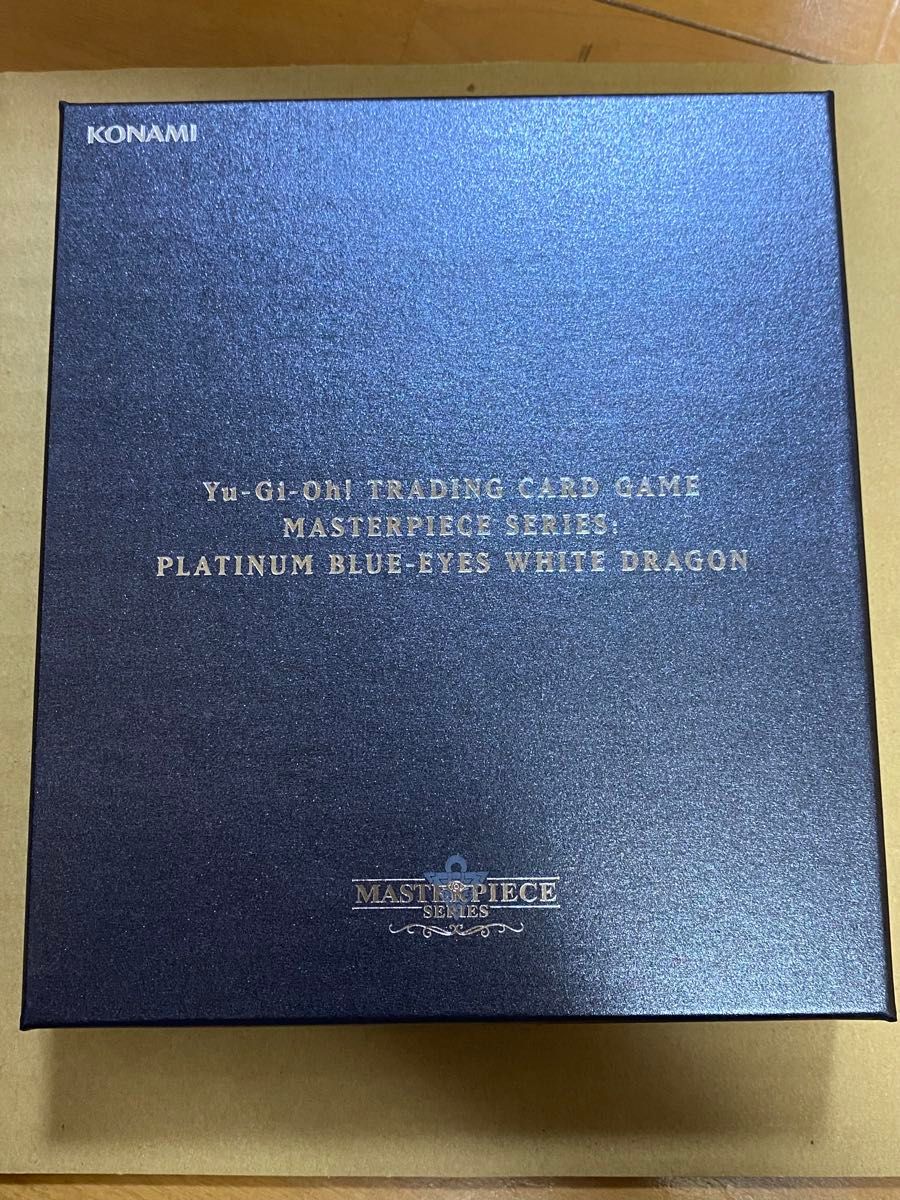 KONAMI
Yu-Gi-Oh! TRADING CARD GAME
MASTERPIECE SERIES:
PLATINUM BLUE-EYES WHITE DRAGON
MASTERPIECE
SERIES